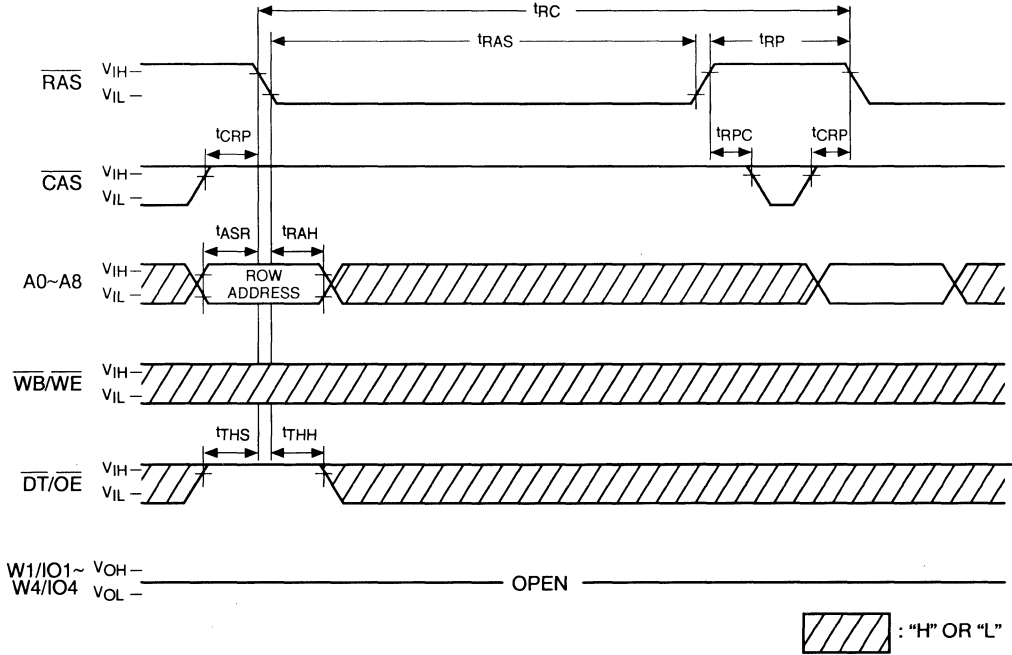 tRC
tRAS
tRP
RAS VIH
VIL
tCRP
tRPC
tCRP
CAS VIH
VIL
tASR
tRAH
A0~A8 VIH
VIL
ROW
ADDRESS
WB/WE VIH
VIL
tTHS
tTHH
DT/OE VIH
VIL
W1/IO1~ VOH
W4/IO4 VOL
OPEN
: "H" OR "L"